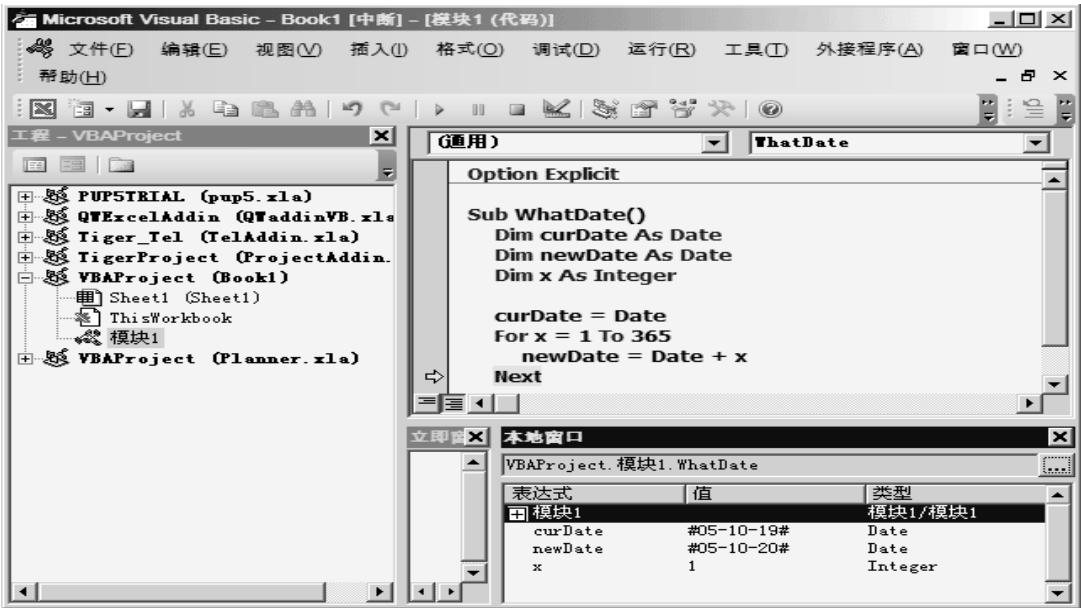 Microsoft Visual Basic - Book1 [中断] - [模块1 (代码)]
文件(F) 编辑(E) 视图(V) 插入(I) 格式(O) 调试(D) 运行(R) 工具(T) 外接程序(A) 窗口(W)
帮助(H)
工程 - VBAProject
PUP5TRIAL (pup5.xla)
QWExcelAddin (QWaddinVB.xla
Tiger_Tel (TelAddin.xla)
TigerProject (ProjectAddin.
VBAProject (Book1)
Sheet1 (Sheet1)
ThisWorkbook
模块1
VBAProject (Planner.xla)
(通用)
WhatDate
Option Explicit
Sub WhatDate()
Dim curDate As Date
Dim newDate As Date
Dim x As Integer
curDate = Date
For x = 1 To 365
newDate = Date + x
Next
立即窗
本地窗口
VBAProject.模块1.WhatDate
...
表达式 值 类型
模块1 模块1/模块1
curDate #05-10-19# Date
newDate #05-10-20# Date
x 1 Integer